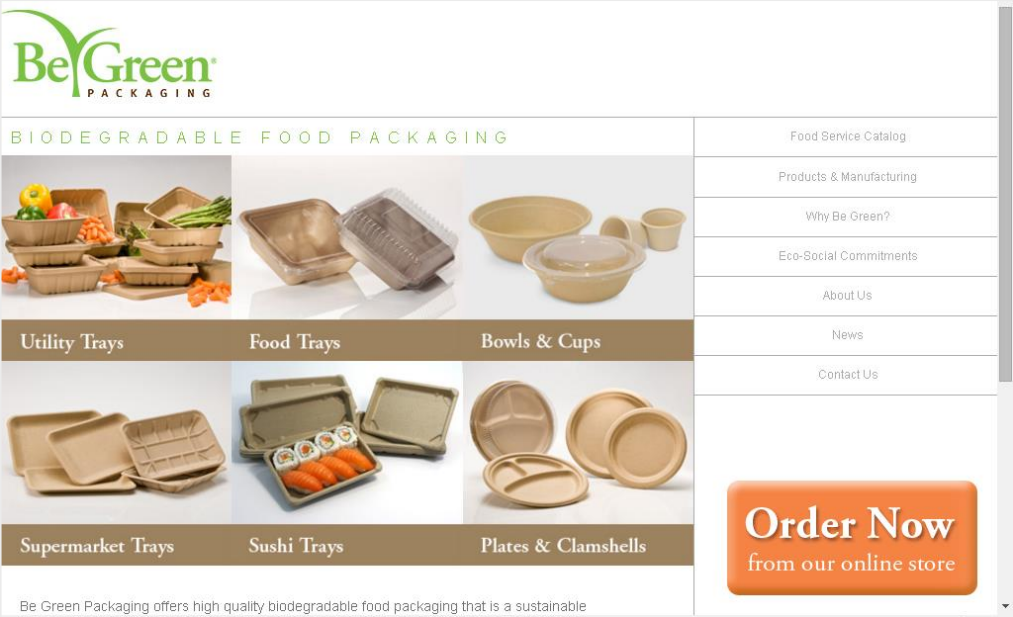 Be Green®
PACKAGING
BIODEGRADABLE FOOD PACKAGING
Food Service Catalog
Products & Manufacturing
Why Be Green?
Eco-Social Commitments
About Us
News
Contact Us
Utility Trays
Food Trays
Bowls & Cups
Supermarket Trays
Sushi Trays
Plates & Clamshells
Order Now
from our online store
Be Green Packaging offers high quality biodegradable food packaging that is a sustainable